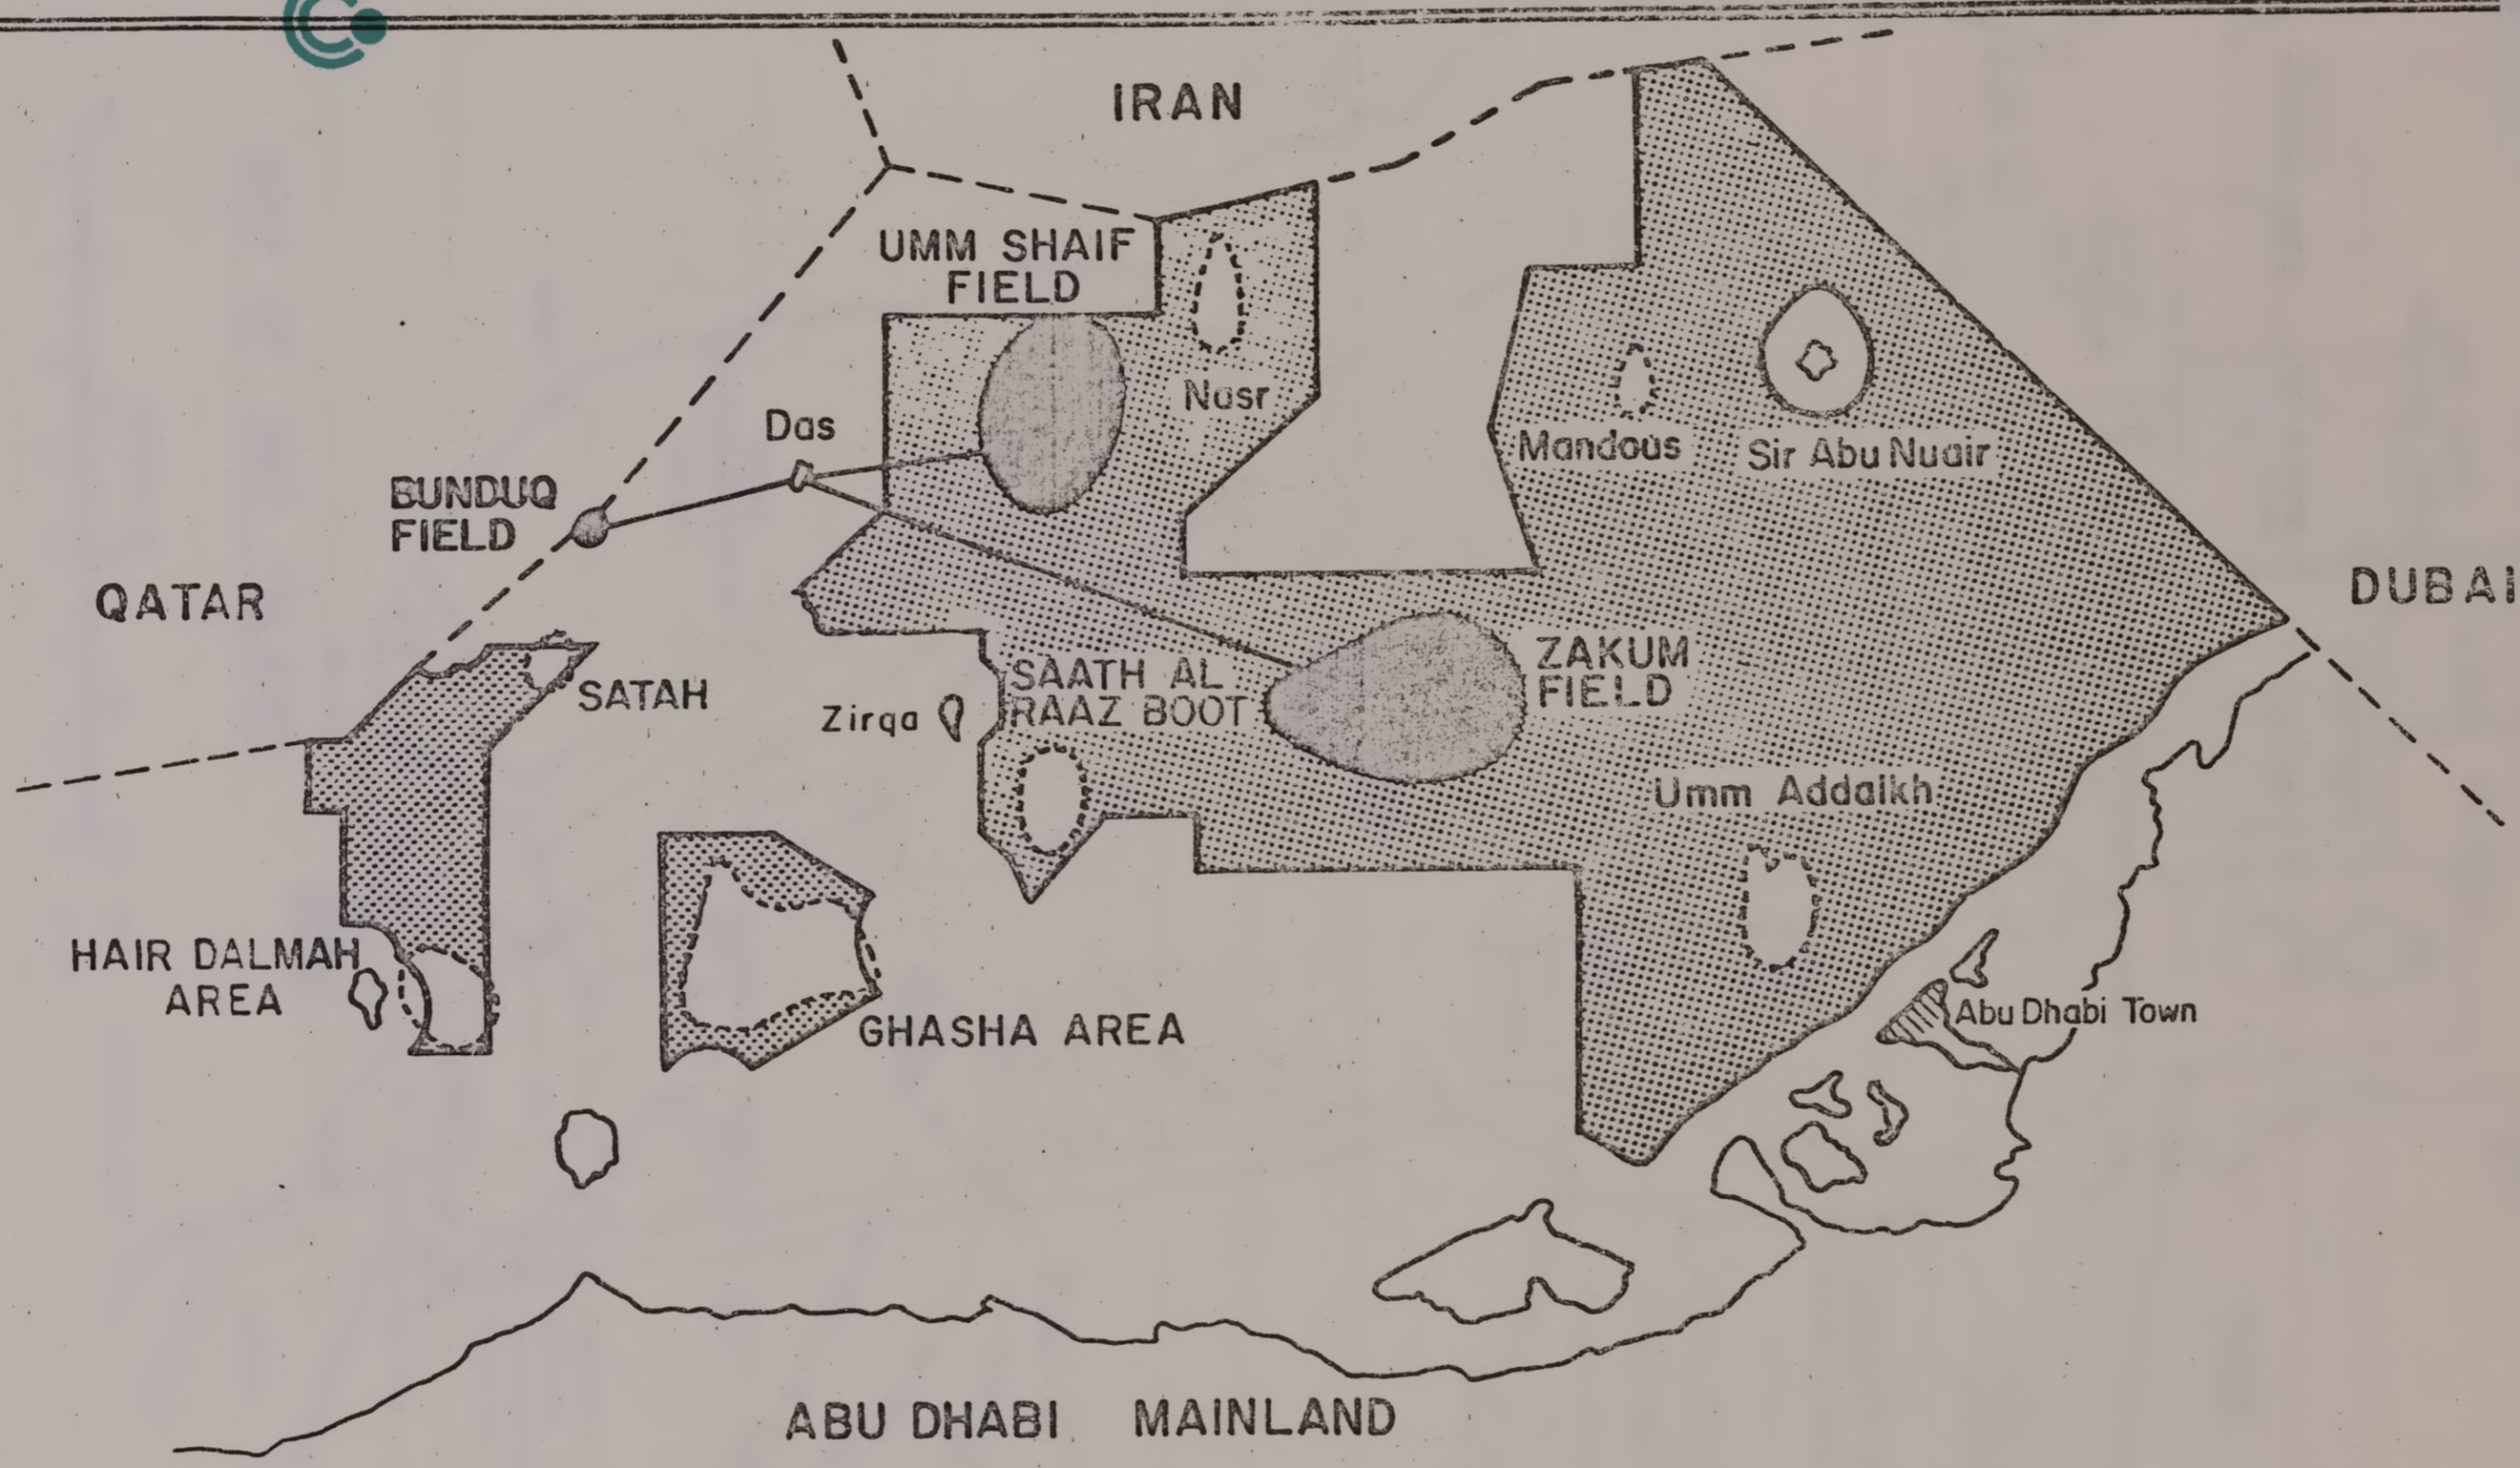 IRAN
UMM SHAIF
FIELD
Nasr
Das
Mandous
Sir Abu Nuair
BUNDUQ
FIELD
QATAR
DUBAI
SATAH
Zirqa
SAATH AL
RAAZ BOOT
ZAKUM
FIELD
Umm Addalkh
HAIR DALMAH
AREA
GHASHA AREA
Abu Dhabi Town
ABU DHABI MAINLAND